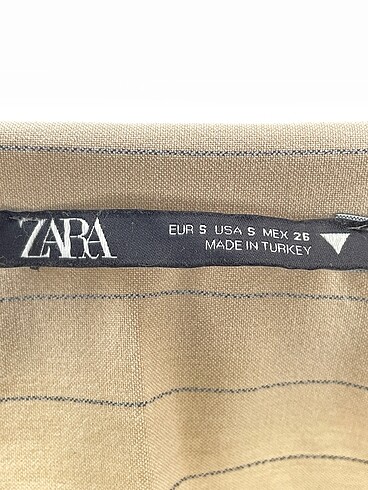 ZARA
EUR S USA S MEX 26
MADE IN TURKEY